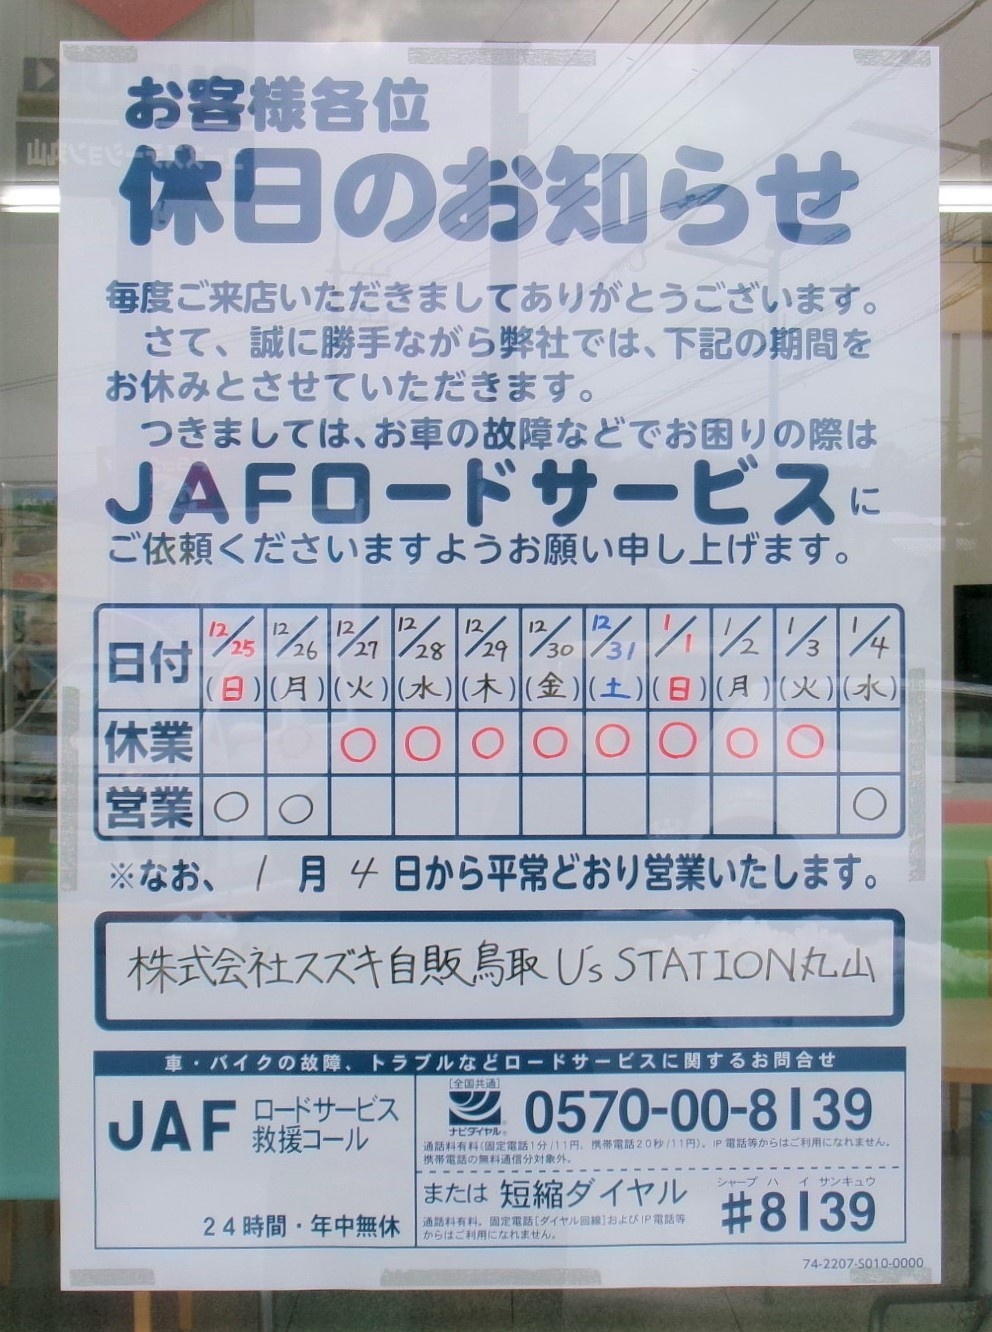 お客様各位
休日のお知らせ
毎度ご来店いただきましてありがとうございます。
さて、誠に勝手ながら弊社では、下記の期間を
お休みとさせていただきます。
つきましては、お車の故障などでお困りの際は
JAFロードサービスに
ご依頼くださいますようお願い申し上げます。
日付 12/25(日) 12/26(月) 12/27(火) 12/28(水) 12/29(木) 12/30(金) 12/31(土) 1/1(日) 1/2(月) 1/3(火) 1/4(水)
休業 ○ ○ ○ ○ ○ ○ ○ ○
営業 ○ ○ ○
※なお、1月4日から平常どおり営業いたします。
株式会社スズキ自販鳥取 U's STATION丸山
車・バイクの故障、トラブルなどロードサービスに関するお問合せ
JAF ロードサービス
救援コール
24時間・年中無休
[全国共通]
ナビダイヤル®
0570-00-8139
通話料有料(固定電話1分/11円、携帯電話20秒/11円)。IP電話等からはご利用になれません。
携帯電話の無料通信分対象外。
または 短縮ダイヤル
シャープ ハ イ サンキュウ
#8139
通話料有料。固定電話[ダイヤル回線]およびIP電話等
からはご利用になれません。
74-2207-S010-0000